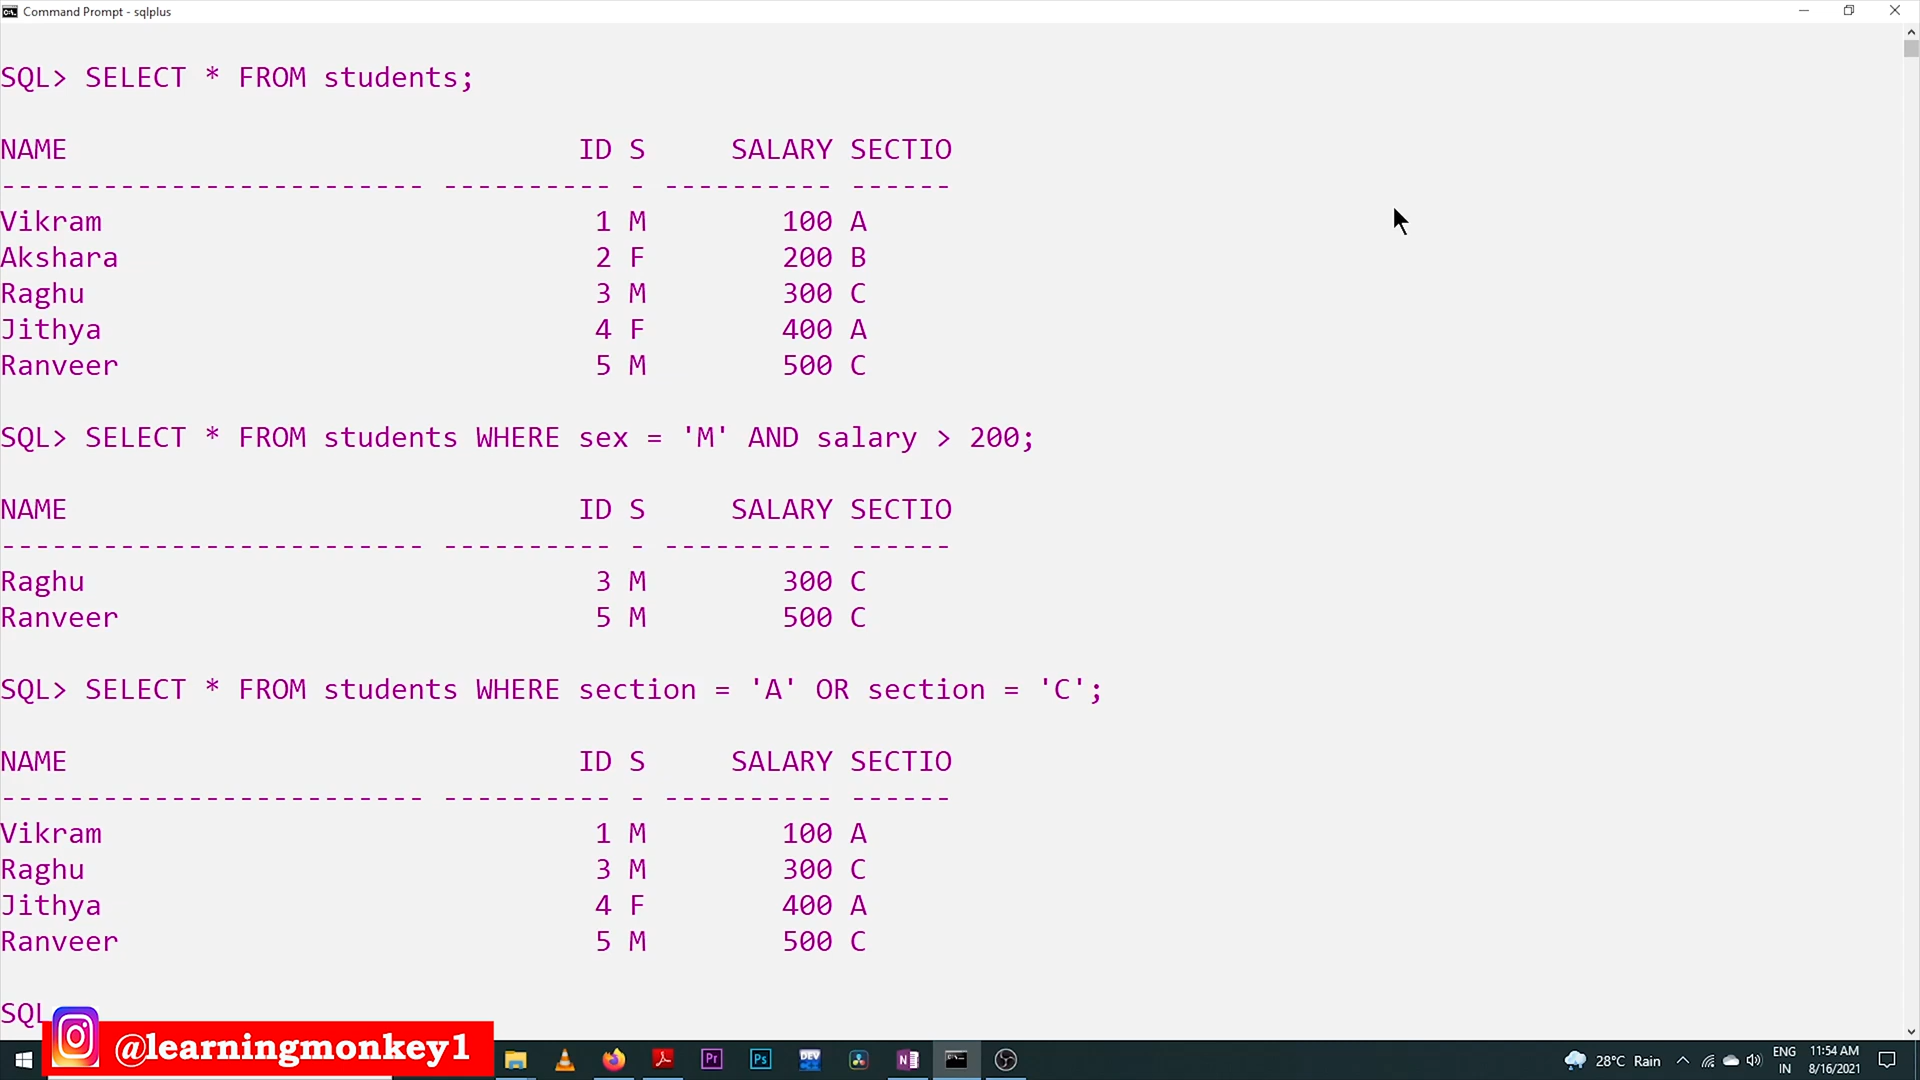 Command Prompt - sqlplus
SQL> SELECT * FROM students;
NAME ID S SALARY SECTIO
------------------------- ---------- - ---------- ------
Vikram 1 M 100 A
Akshara 2 F 200 B
Raghu 3 M 300 C
Jithya 4 F 400 A
Ranveer 5 M 500 C
SQL> SELECT * FROM students WHERE sex = 'M' AND salary > 200;
NAME ID S SALARY SECTIO
------------------------- ---------- - ---------- ------
Raghu 3 M 300 C
Ranveer 5 M 500 C
SQL> SELECT * FROM students WHERE section = 'A' OR section = 'C';
NAME ID S SALARY SECTIO
------------------------- ---------- - ---------- ------
Vikram 1 M 100 A
Raghu 3 M 300 C
Jithya 4 F 400 A
Ranveer 5 M 500 C
SQL
@learningmonkey1
Pr Ps DEV N
28°C Rain
ENG
IN
11:54 AM
8/16/2021